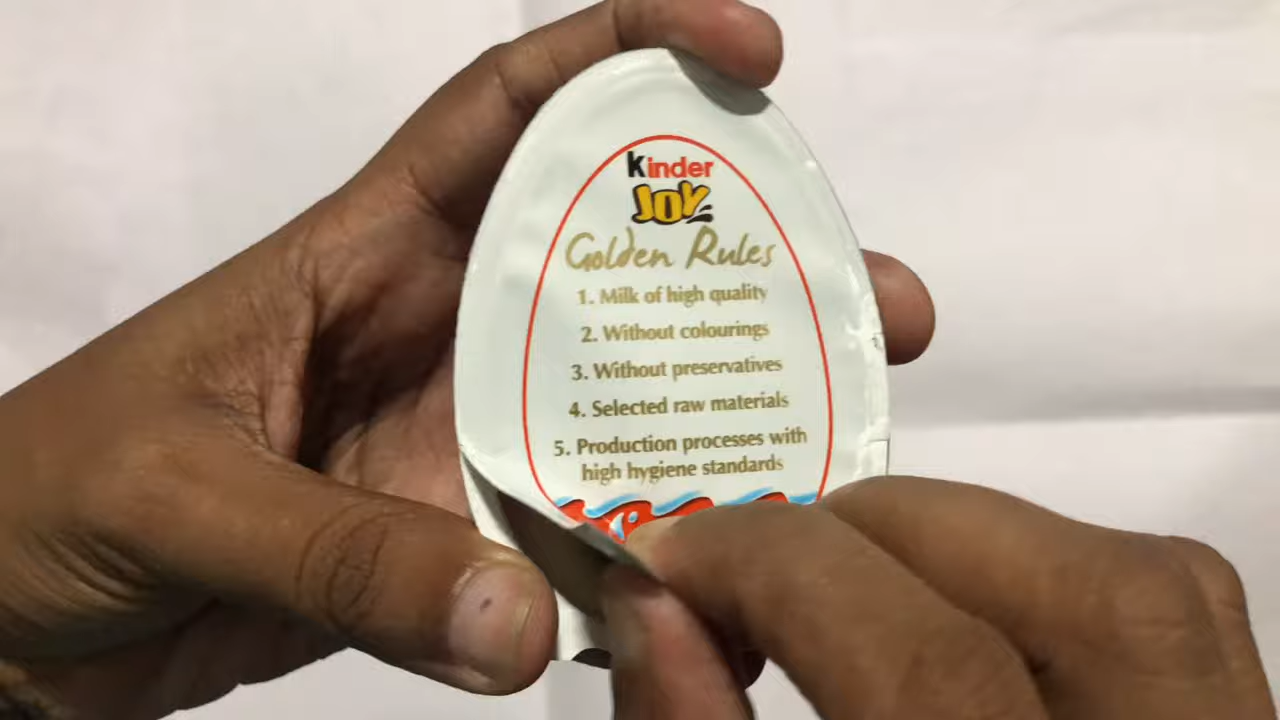 Kinder
JOY
Golden Rules
1. Milk of high quality
2. Without colourings
3. Without preservatives
4. Selected raw materials
5. Production processes with
high hygiene standards